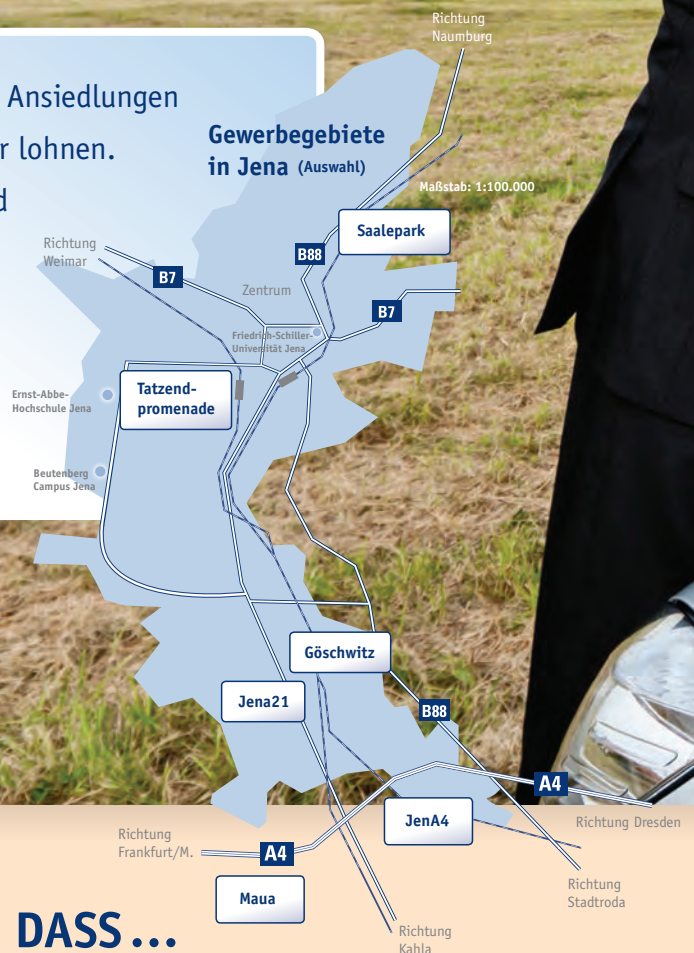 Richtung
Naumburg
Ansiedlungen
r lohnen.
d
Gewerbegebiete
in Jena (Auswahl)
Maßstab: 1:100.000
Saalepark
Richtung
Weimar
B88
B7
Zentrum
B7
Friedrich-Schiller-
Universität Jena
Tatzend-
promenade
Ernst-Abbe-
Hochschule Jena
Beutenberg
Campus Jena
Göschwitz
Jena21
B88
A4
JenA4
Richtung Dresden
Richtung
Frankfurt/M.
A4
Maua
Richtung
Stadtroda
DASS ...
Richtung
Kahla